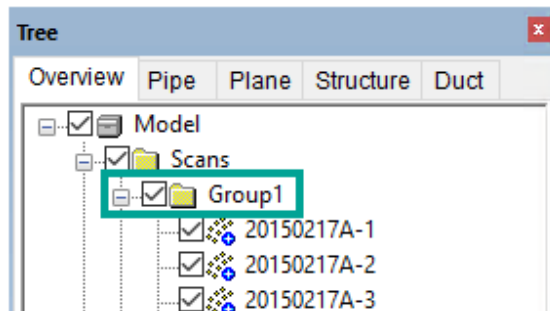 Tree
Overview Pipe Plane Structure Duct
Model
Scans
Group1
20150217A-1
20150217A-2
20150217A-3